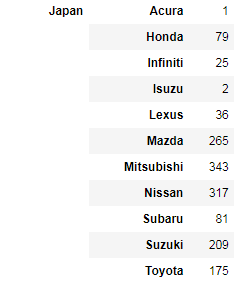 Japan Acura 1
Honda 79
Infiniti 25
Isuzu 2
Lexus 36
Mazda 265
Mitsubishi 343
Nissan 317
Subaru 81
Suzuki 209
Toyota 175